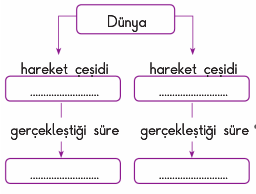 Dünya
hareket çeşidi hareket çeşidi
.......................... ..........................
gerçekleştiği süre gerçekleştiği süre
.......................... ..........................